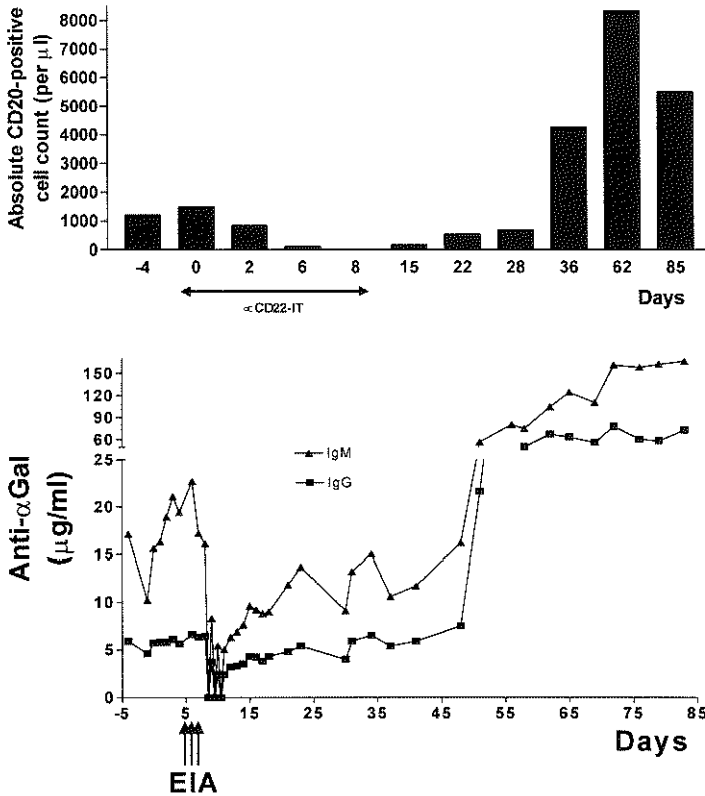 Absolute CD20-positive
cell count (per μl)
8000
7000
6000
5000
4000
3000
2000
1000
0
-4 0 2 6 8 15 22 28 36 62 85
∝CD22-IT
Days
Anti-αGal
(μg/ml)
150
120
90
60
25
20
15
10
5
0
IgM
IgG
-5 5 15 25 35 45 55 65 75 85
EIA
Days